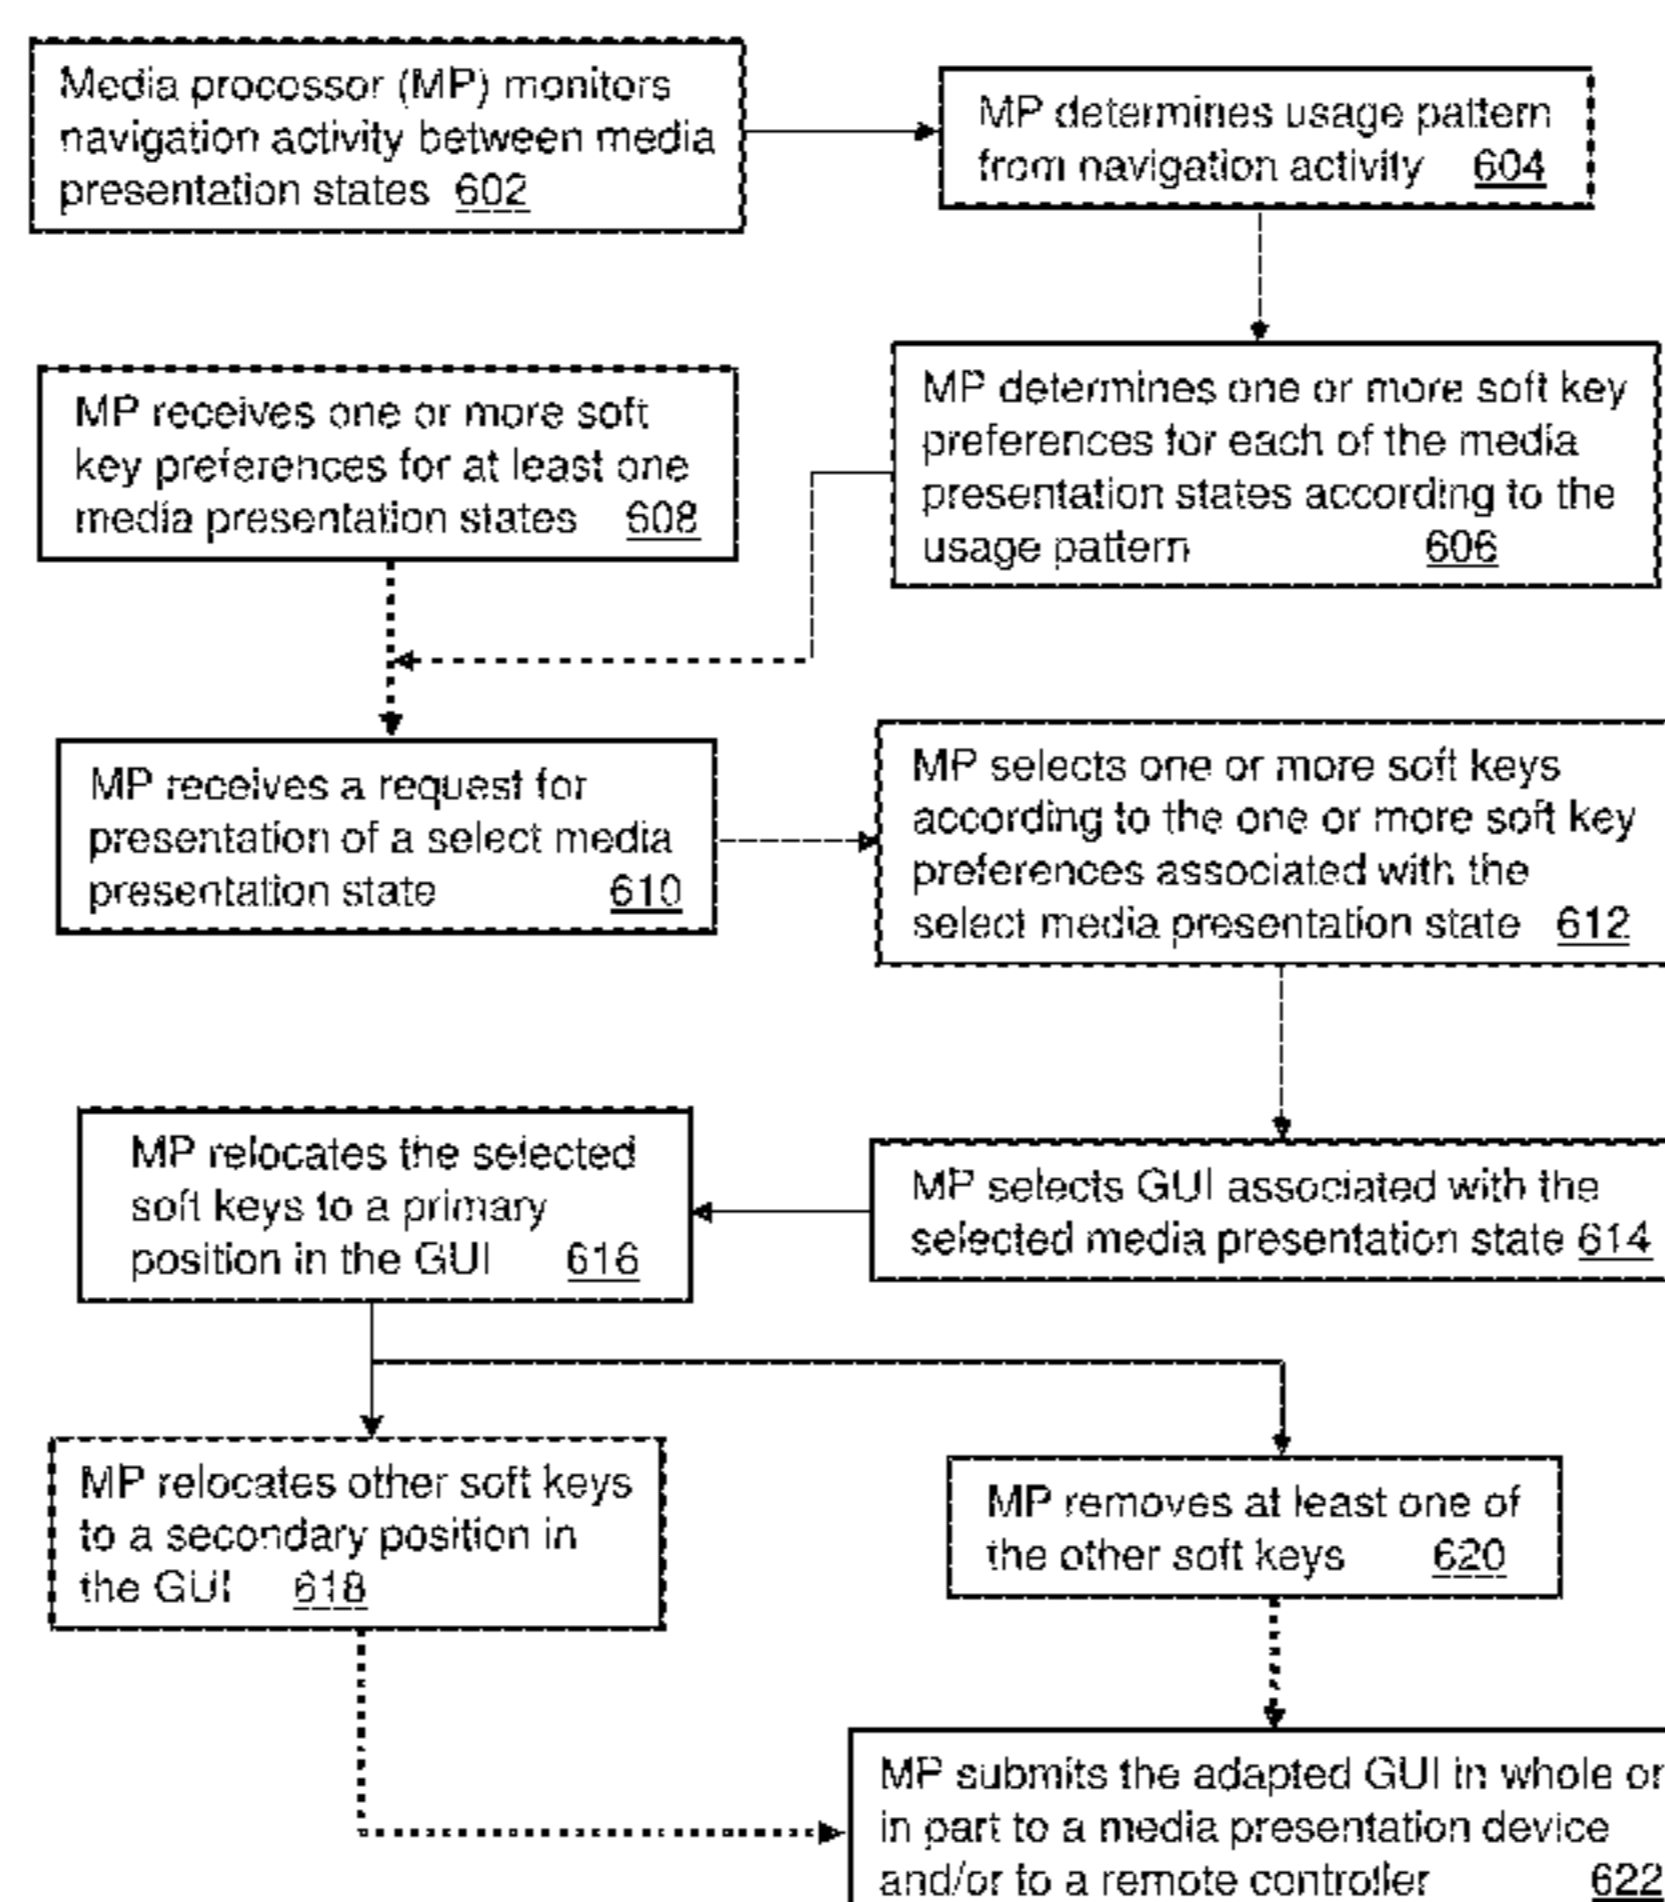 Media processor (MP) monitors
navigation activity between media
presentation states 602
MP determines usage pattern
from navigation activity 604
MP determines one or more soft key
preferences for each of the media
presentation states according to the
usage pattern 606
MP receives one or more soft
key preferences for at least one
media presentation states 608
MP receives a request for
presentation of a select media
presentation state 610
MP selects one or more soft keys
according to the one or more soft key
preferences associated with the
select media presentation state 612
MP selects GUI associated with the
selected media presentation state 614
MP relocates the selected
soft keys to a primary
position in the GUI 616
MP relocates other soft keys
to a secondary position in
the GUI 618
MP removes at least one of
the other soft keys 620
MP submits the adapted GUI in whole or
in part to a media presentation device
and/or to a remote controller 622